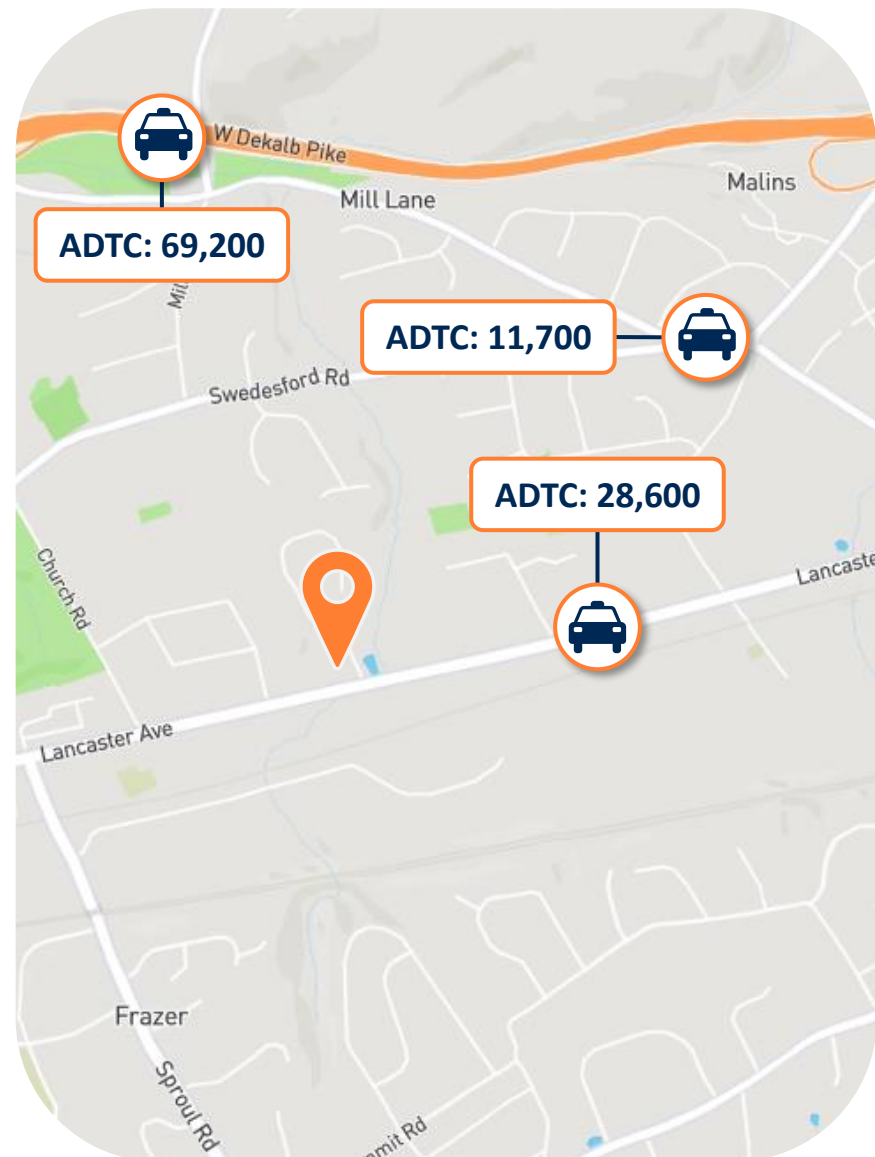 W Dekalb Pike
Malins
Mill Lane
ADTC: 69,200
Mil
ADTC: 11,700
Swedesford Rd
ADTC: 28,600
Church Rd
Lancaste
Lancaster Ave
Frazer
Sproul Rd
mit Rd